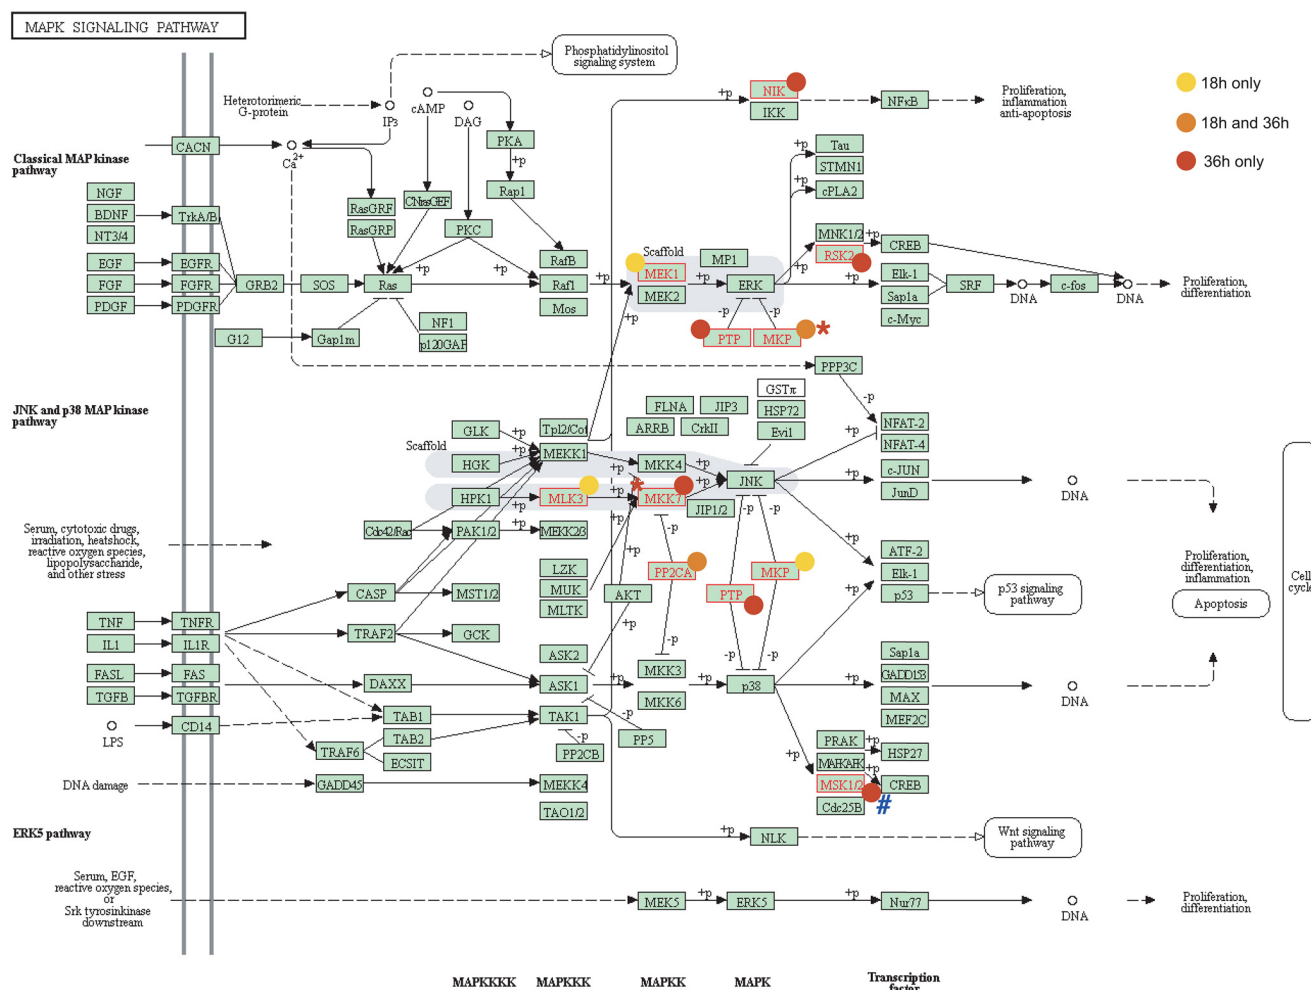 MAPK SIGNALING PATHWAY
Phosphatidylinositol
signaling system
Heterotorimeric
G-protein
IP3
cAMP
DAG
Ca2+
CACN
PKA
+p
Rap1
NIK
IKK
+p
NFκB
Proliferation,
inflammation
anti-apoptosis
18h only
18h and 36h
36h only
Classical MAP kinase
pathway
NGF
BDNF
NT3/4
TrkA/B
EGF
EGFR
FGF
FGFR
PDGF
PDGFR
GRB2
SOS
Ras
RasGRF
RasGRP
CNrasGEF
PKC
RafB
Raf1
Mos
+p
+p
+p
+p
G12
Gap1m
NF1
p120GAP
Scaffold
MEK1
MEK2
MP1
ERK
+p
-p
-p
PTP
MKP
*
+p
Tau
STMN1
cPLA2
+p
MNK1/2
RSK2
+p
CREB
+p
Elk-1
Sap1a
c-Myc
SRF
DNA
c-fos
DNA
Proliferation,
differentiation
PPP3C
-p
JNK and p38 MAP kinase
pathway
GLK
HGK
HPK1
Scaffold
+p
+p
+p
+p
Tpl2/Cot
MEKK1
MLK3
MEKK2/3
Cdc42/Rac
PAK1/2
+p
FLNA
JIP3
ARRB
CrkII
GSTπ
HSP72
Evi1
MKK4
MKK7
*
+p
+p
+p
+p
+p
+p
JNK
JIP1/2
-p
-p
-p
+p
NFAT-2
NFAT-4
+p
c-JUN
JunD
DNA
Serum, cytotoxic drugs,
irradiation, heatshock,
reactive oxygen species,
lipopolysaccharide,
and other stress
LZK
MUK
MLTK
AKT
PP2CA
PTP
MKP
+p
ATF-2
Elk-1
p53
p53 signaling
pathway
Proliferation,
differentiation,
inflammation
Apoptosis
Cell
cycle
CASP
MST1/2
TNF
TNFR
IL1
IL1R
TRAF2
GCK
+p
FASL
FAS
TGFB
TGFBR
DAXX
ASK2
ASK1
+p
MKK3
MKK6
-p
+p
-p
-p
p38
+p
+p
Sap1a
GADD153
MAX
MEF2C
DNA
LPS
CD14
TAB1
TAB2
ECSIT
TRAF6
TAK1
-p
PP2CB
-p
PP5
+p
PRAK
MAPKAPK
MSK1/2
Cdc25B
+p
+p
HSP27
CREB
#
DNA damage
GADD45
MEKK4
TAO1/2
ERK5 pathway
+p
NLK
Wnt signaling
pathway
Serum, EGF,
reactive oxygen species,
or
Srk tyrosinkinase
downstream
MEK5
+p
ERK5
+p
Nur77
DNA
Proliferation,
differentiation
MAPKKKK
MAPKKK
MAPKK
MAPK
Transcription
factor